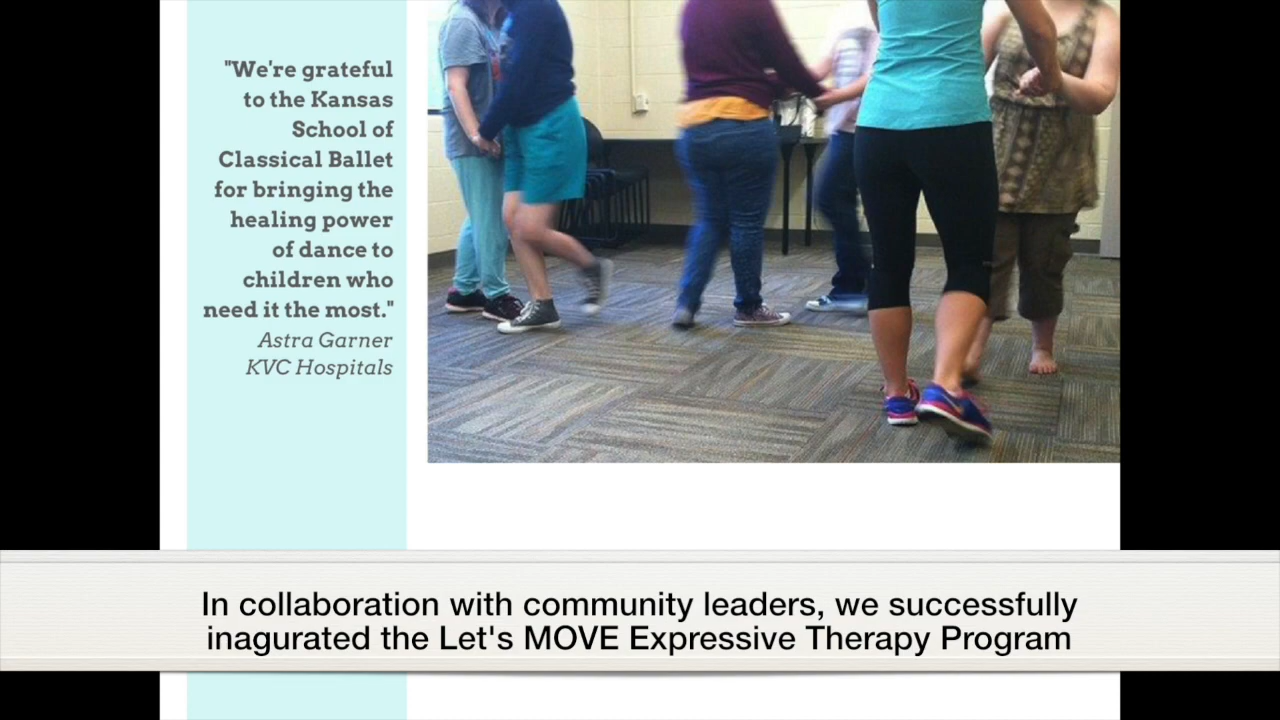 "We're grateful
to the Kansas
School of
Classical Ballet
for bringing the
healing power
of dance to
children who
need it the most."
Astra Garner
KVC Hospitals
In collaboration with community leaders, we successfully
inagurated the Let's MOVE Expressive Therapy Program